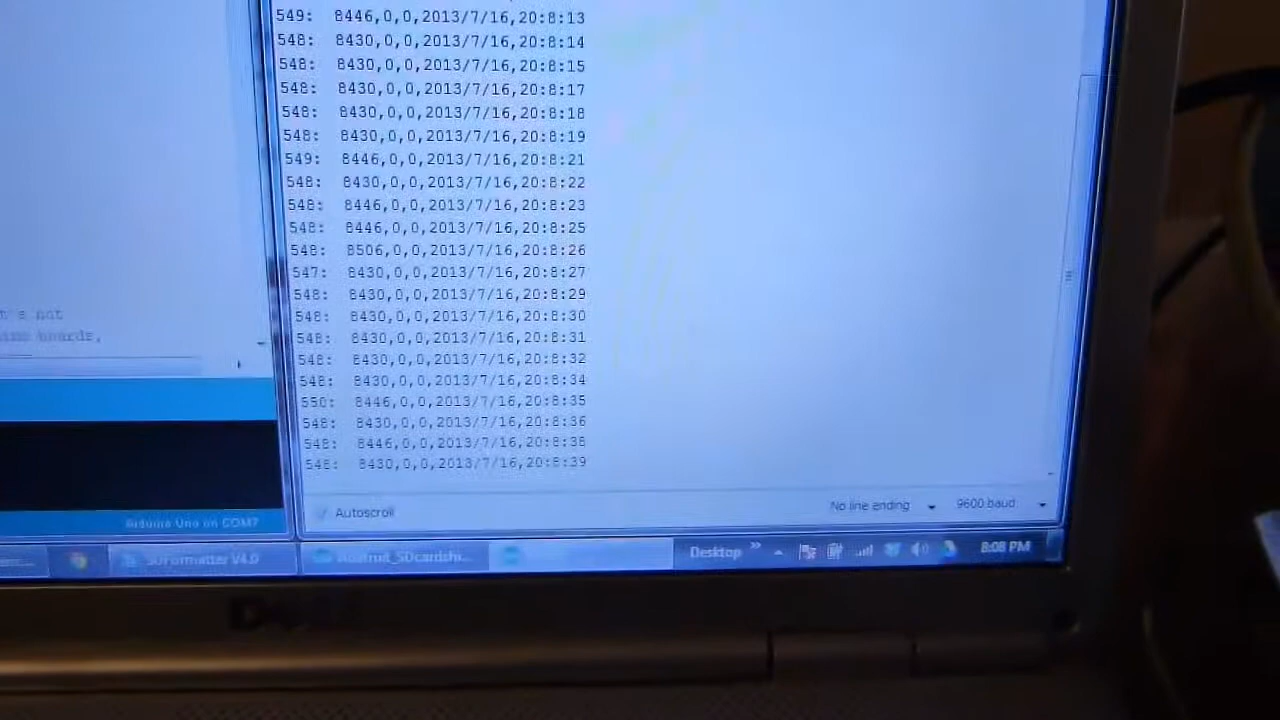 549: 8446,0,0,2013/7/16,20:8:13
548: 8430,0,0,2013/7/16,20:8:14
548: 8430,0,0,2013/7/16,20:8:15
548: 8430,0,0,2013/7/16,20:8:17
548: 8430,0,0,2013/7/16,20:8:18
548: 8430,0,0,2013/7/16,20:8:19
549: 8446,0,0,2013/7/16,20:8:21
548: 8430,0,0,2013/7/16,20:8:22
548: 8446,0,0,2013/7/16,20:8:23
548: 8446,0,0,2013/7/16,20:8:25
548: 8506,0,0,2013/7/16,20:8:26
547: 8430,0,0,2013/7/16,20:8:27
548: 8430,0,0,2013/7/16,20:8:29
548: 8430,0,0,2013/7/16,20:8:30
548: 8430,0,0,2013/7/16,20:8:31
548: 8430,0,0,2013/7/16,20:8:32
548: 8430,0,0,2013/7/16,20:8:34
550: 8446,0,0,2013/7/16,20:8:35
548: 8430,0,0,2013/7/16,20:8:36
548: 8446,0,0,2013/7/16,20:8:38
548: 8430,0,0,2013/7/16,20:8:39
not
boards,
Autoscroll
No line ending
9600 baud
Arduino Uno on COM7
SDFormatter V4.0
Adafruit_SDcardshi...
Desktop »
8:08 PM
DELL